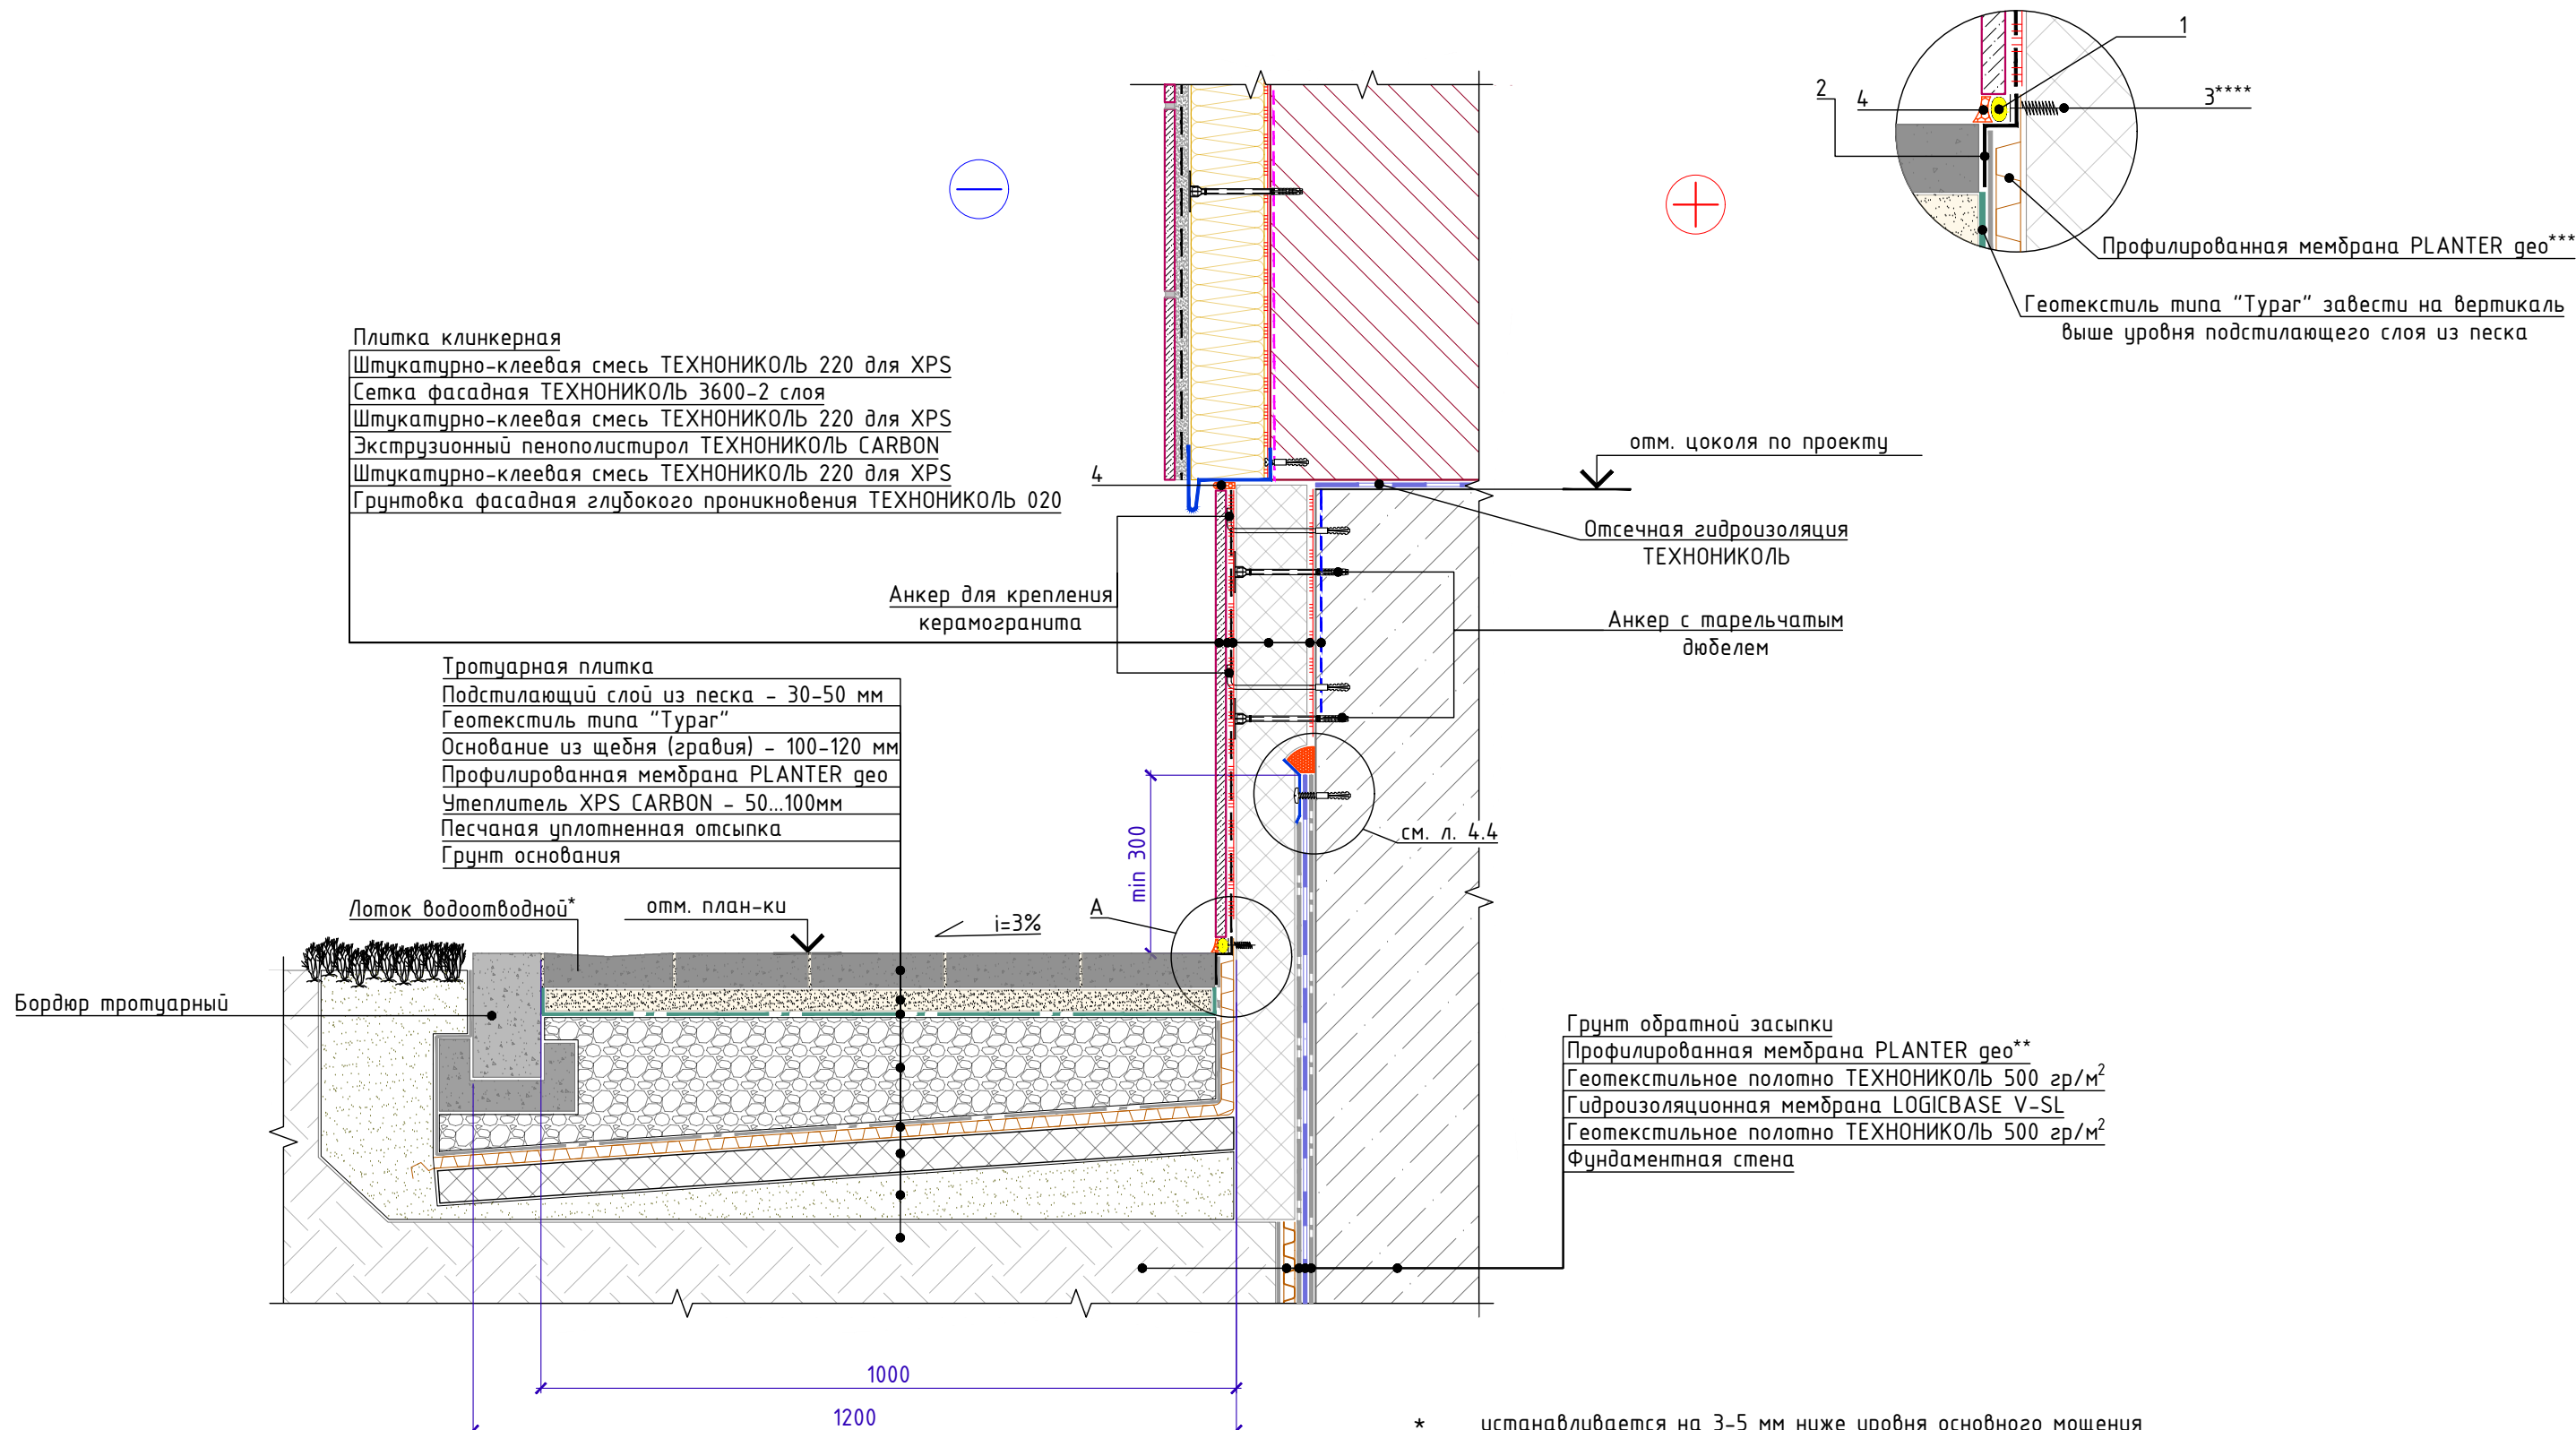 1
2
4
3****
Профилированная мембрана PLANTER geo***
Геотекстиль типа "Typar" завести на вертикаль
выше уровня подстилающего слоя из песка
Плитка клинкерная
Штукатурно-клеевая смесь ТЕХНОНИКОЛЬ 220 для XPS
Сетка фасадная ТЕХНОНИКОЛЬ 3600-2 слоя
Штукатурно-клеевая смесь ТЕХНОНИКОЛЬ 220 для XPS
Экструзионный пенополистирол ТЕХНОНИКОЛЬ CARBON
Штукатурно-клеевая смесь ТЕХНОНИКОЛЬ 220 для XPS
Грунтовка фасадная глубокого проникновения ТЕХНОНИКОЛЬ 020
4
отм. цоколя по проекту
Отсечная гидроизоляция
ТЕХНОНИКОЛЬ
Анкер для крепления
керамогранита
Анкер с тарельчатым
дюбелем
Тротуарная плитка
Подстилающий слой из песка - 30-50 мм
Геотекстиль типа "Typar"
Основание из щебня (гравия) - 100-120 мм
Профилированная мембрана PLANTER geo
Утеплитель XPS CARBON - 50...100мм
Песчаная уплотненная отсыпка
Грунт основания
min 300
см. л. 4.4
Лоток водоотводной*
отм. план-ки
i=3%
А
Бордюр тротуарный
Грунт обратной засыпки
Профилированная мембрана PLANTER geo**
Геотекстильное полотно ТЕХНОНИКОЛЬ 500 гр/м²
Гидроизоляционная мембрана LOGICBASE V-SL
Геотекстильное полотно ТЕХНОНИКОЛЬ 500 гр/м²
Фундаментная стена
1000
1200
* устанавливается на 3-5 мм ниже уровня основного мощения